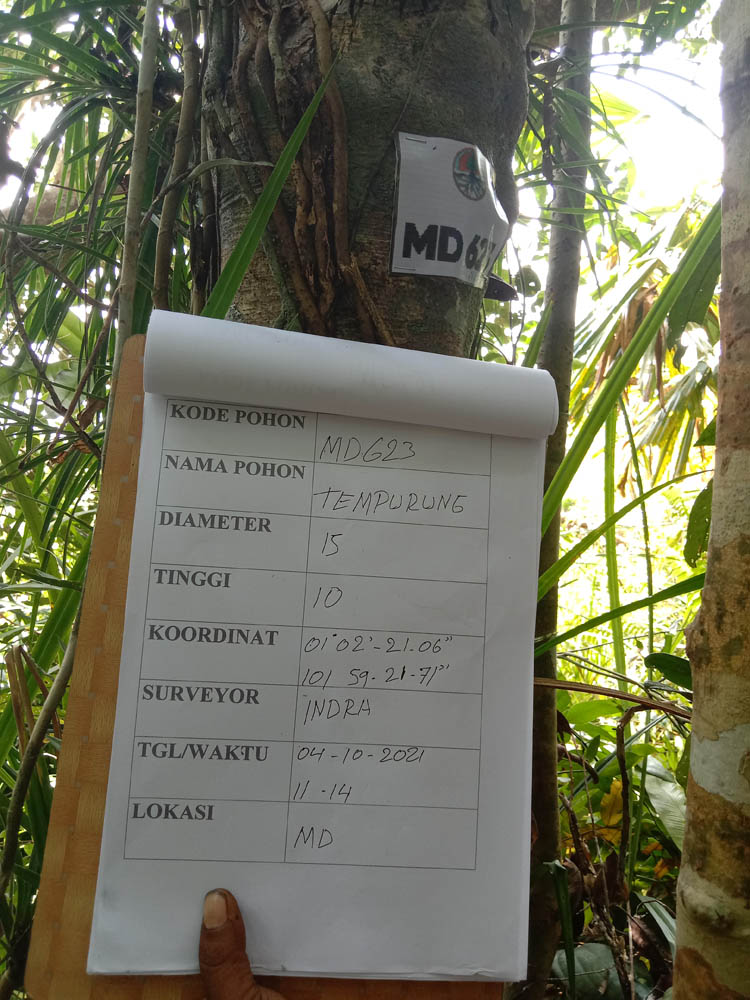 MD 62
KODE POHON MD623
NAMA POHON TEMPURUNG
DIAMETER 15
TINGGI 10
KOORDINAT 01°02'-21.06"
101 59-21-71"
SURVEYOR INDRA
TGL/WAKTU 04-10-2021
11-14
LOKASI MD